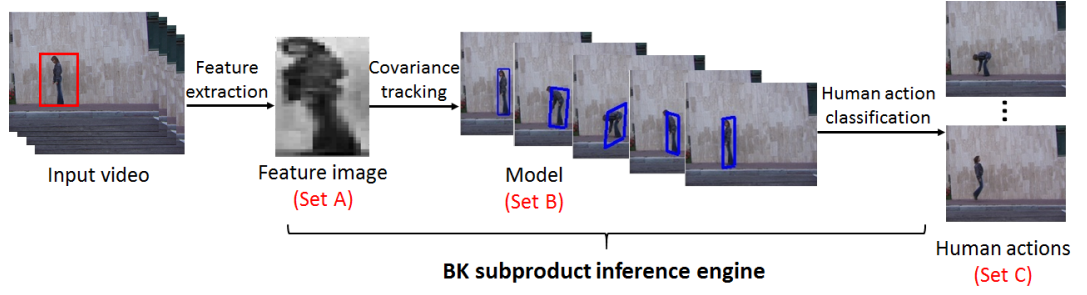 Feature
extraction
Covariance
tracking
Human action
classification
Input video
Feature image
(Set A)
Model
(Set B)
Human actions
(Set C)
BK subproduct inference engine